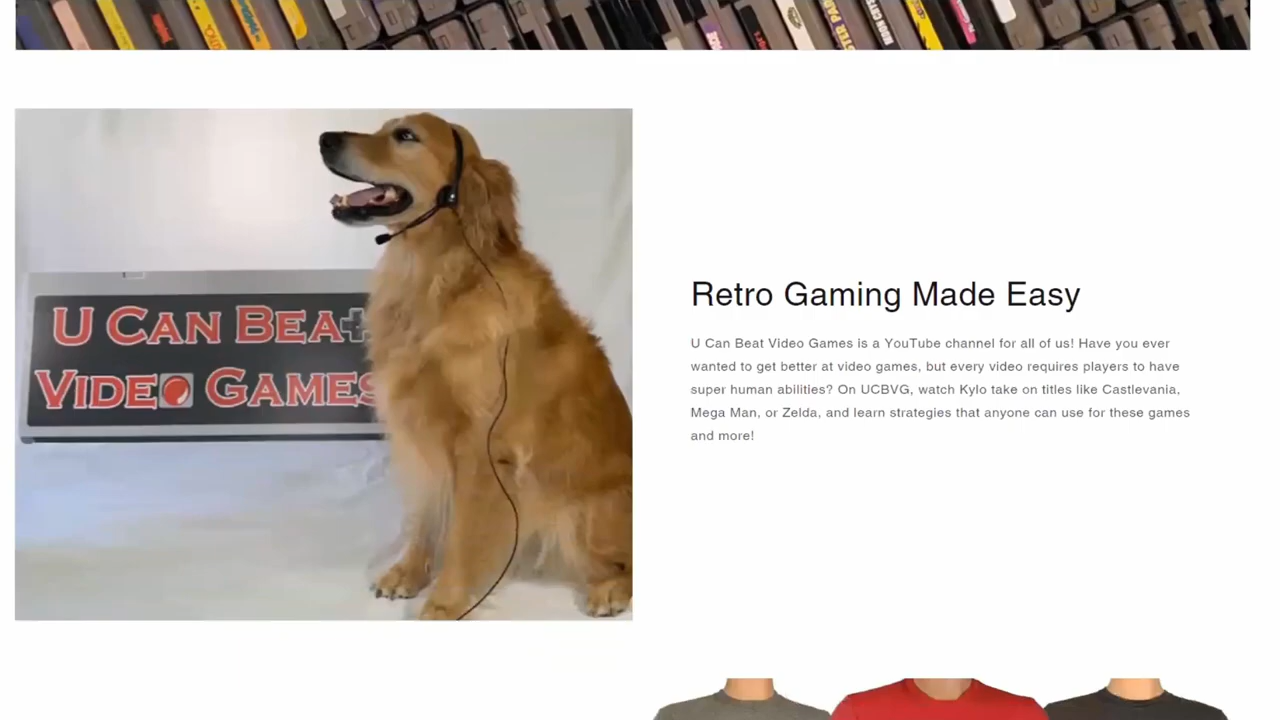 U CAN BEAT
VIDEO GAMES
Retro Gaming Made Easy
U Can Beat Video Games is a YouTube channel for all of us! Have you ever
wanted to get better at video games, but every video requires players to have
super human abilities? On UCBVG, watch Kylo take on titles like Castlevania,
Mega Man, or Zelda, and learn strategies that anyone can use for these games
and more!